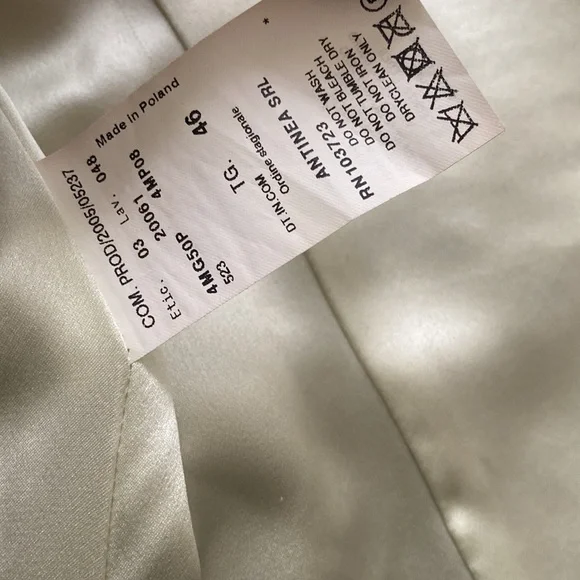 COM. PROD/2005/05237
Etic. 03 Lav. 048
Made in Poland
4MG50P 20061 4MP08
523
TG. 46
*
DT.IN.COM
Ordine stagionale
ANTINEA SRL
RN103723
DO NOT WASH
DO NOT BLEACH
DO NOT TUMBLE DRY
DO NOT IRON
DRYCLEAN ONLY